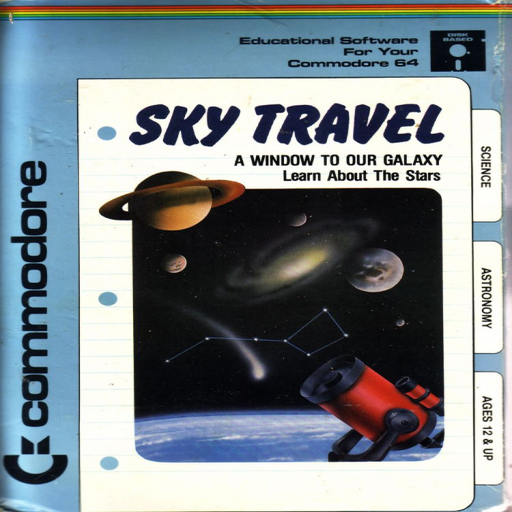 Educational Software
For Your
Commodore 64
DISK
BASED
SKY TRAVEL
A WINDOW TO OUR GALAXY
Learn About The Stars
SCIENCE
ASTRONOMY
AGES 12 & UP
commodore